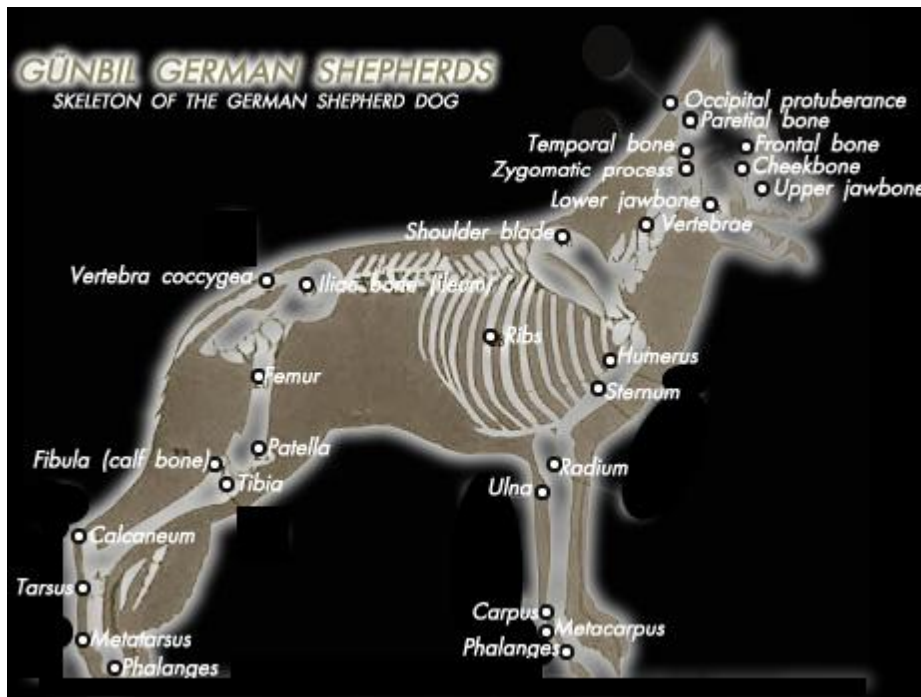 GÜNBIL GERMAN SHEPHERDS
SKELETON OF THE GERMAN SHEPHERD DOG
Occipital protuberance
Paretial bone
Temporal bone
Frontal bone
Zygomatic process
Cheekbone
Upper jawbone
Lower jawbone
Vertebrae
Shoulder blade
Vertebra coccygea
Iliac bone (ileum)
Ribs
Humerus
Femur
Sternum
Patella
Fibula (calf bone)
Radium
Tibia
Ulna
Calcaneum
Tarsus
Carpus
Metacarpus
Metatarsus
Phalanges
Phalanges